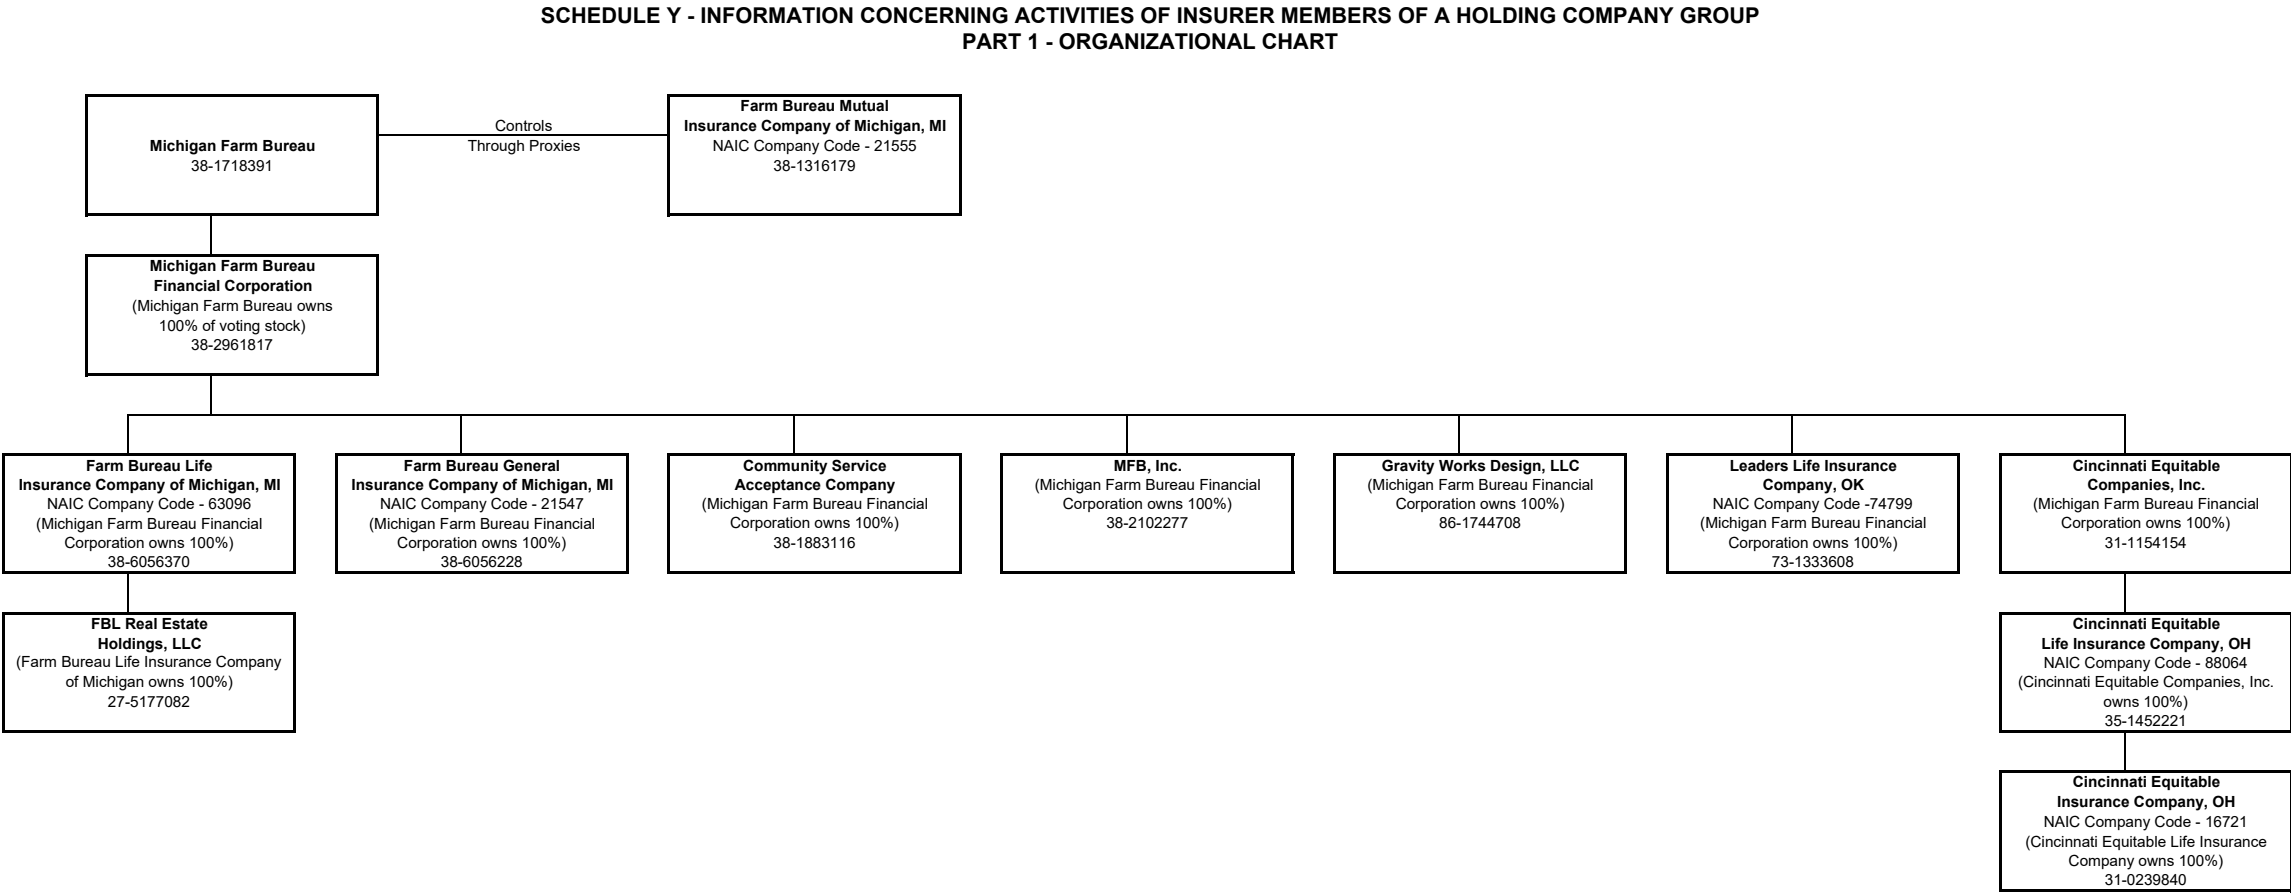 SCHEDULE Y - INFORMATION CONCERNING ACTIVITIES OF INSURER MEMBERS OF A HOLDING COMPANY GROUP
PART 1 - ORGANIZATIONAL CHART
Michigan Farm Bureau
38-1718391
Controls
Through Proxies
Farm Bureau Mutual
Insurance Company of Michigan, MI
NAIC Company Code - 21555
38-1316179
Michigan Farm Bureau
Financial Corporation
(Michigan Farm Bureau owns
100% of voting stock)
38-2961817
Farm Bureau Life
Insurance Company of Michigan, MI
NAIC Company Code - 63096
(Michigan Farm Bureau Financial
Corporation owns 100%)
38-6056370
Farm Bureau General
Insurance Company of Michigan, MI
NAIC Company Code - 21547
(Michigan Farm Bureau Financial
Corporation owns 100%)
38-6056228
Community Service
Acceptance Company
(Michigan Farm Bureau Financial
Corporation owns 100%)
38-1883116
MFB, Inc.
(Michigan Farm Bureau Financial
Corporation owns 100%)
38-2102277
Gravity Works Design, LLC
(Michigan Farm Bureau Financial
Corporation owns 100%)
86-1744708
Leaders Life Insurance
Company, OK
NAIC Company Code -74799
(Michigan Farm Bureau Financial
Corporation owns 100%)
73-1333608
Cincinnati Equitable
Companies, Inc.
(Michigan Farm Bureau Financial
Corporation owns 100%)
31-1154154
FBL Real Estate
Holdings, LLC
(Farm Bureau Life Insurance Company
of Michigan owns 100%)
27-5177082
Cincinnati Equitable
Life Insurance Company, OH
NAIC Company Code - 88064
(Cincinnati Equitable Companies, Inc.
owns 100%)
35-1452221
Cincinnati Equitable
Insurance Company, OH
NAIC Company Code - 16721
(Cincinnati Equitable Life Insurance
Company owns 100%)
31-0239840